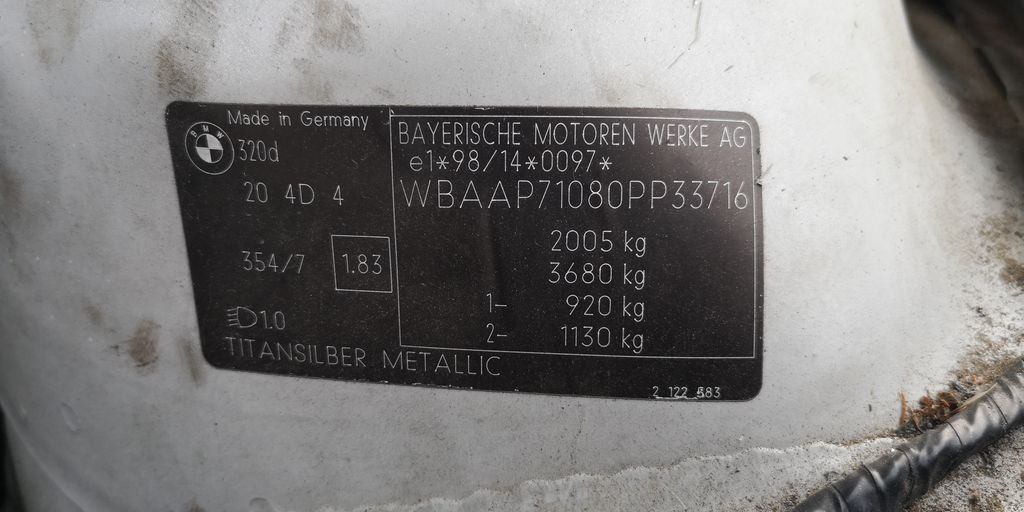 Made in Germany
BMW
320d
20 4D 4
354/7
1.83
1.0
TITANSILBER METALLIC
BAYERISCHE MOTOREN WERKE AG
e1*98/14*0097*
WBAAP71080PP33716
2005 kg
3680 kg
1- 920 kg
2- 1130 kg
2 122 683